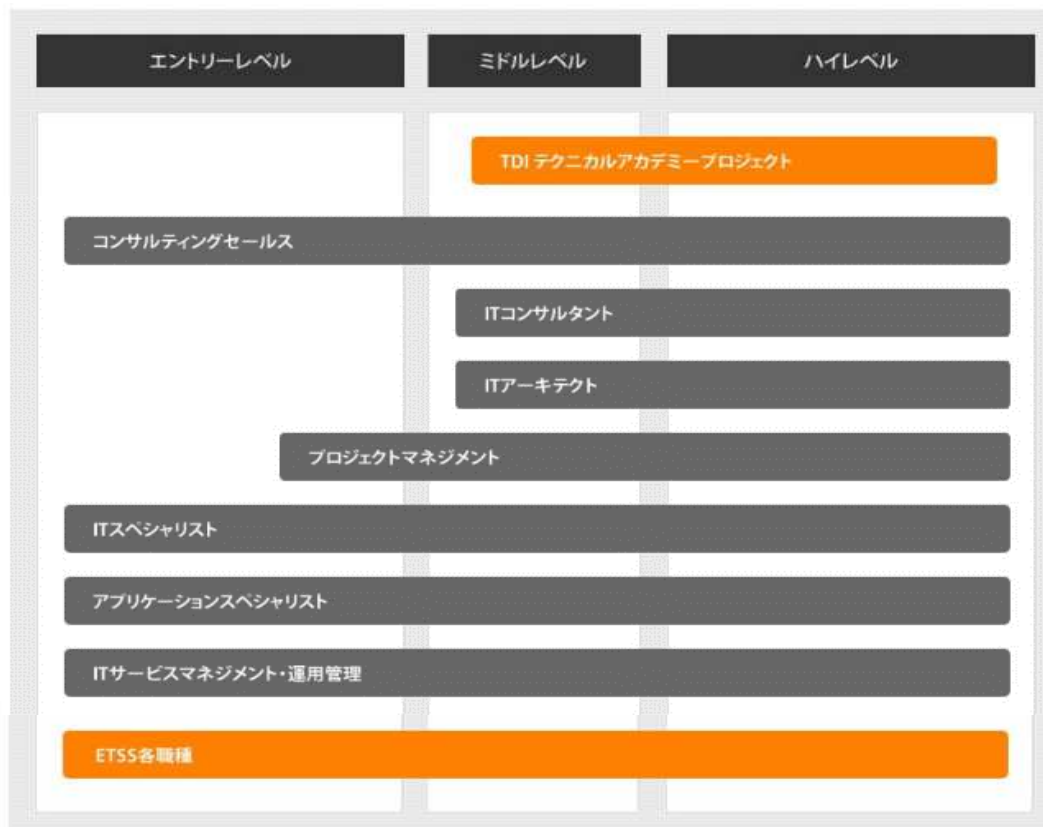 エントリーレベル
ミドルレベル
ハイレベル
TDI テクニカルアカデミープロジェクト
コンサルティングセールス
ITコンサルタント
ITアーキテクト
プロジェクトマネジメント
ITスペシャリスト
アプリケーションスペシャリスト
ITサービスマネジメント・運用管理
ETSS各職種